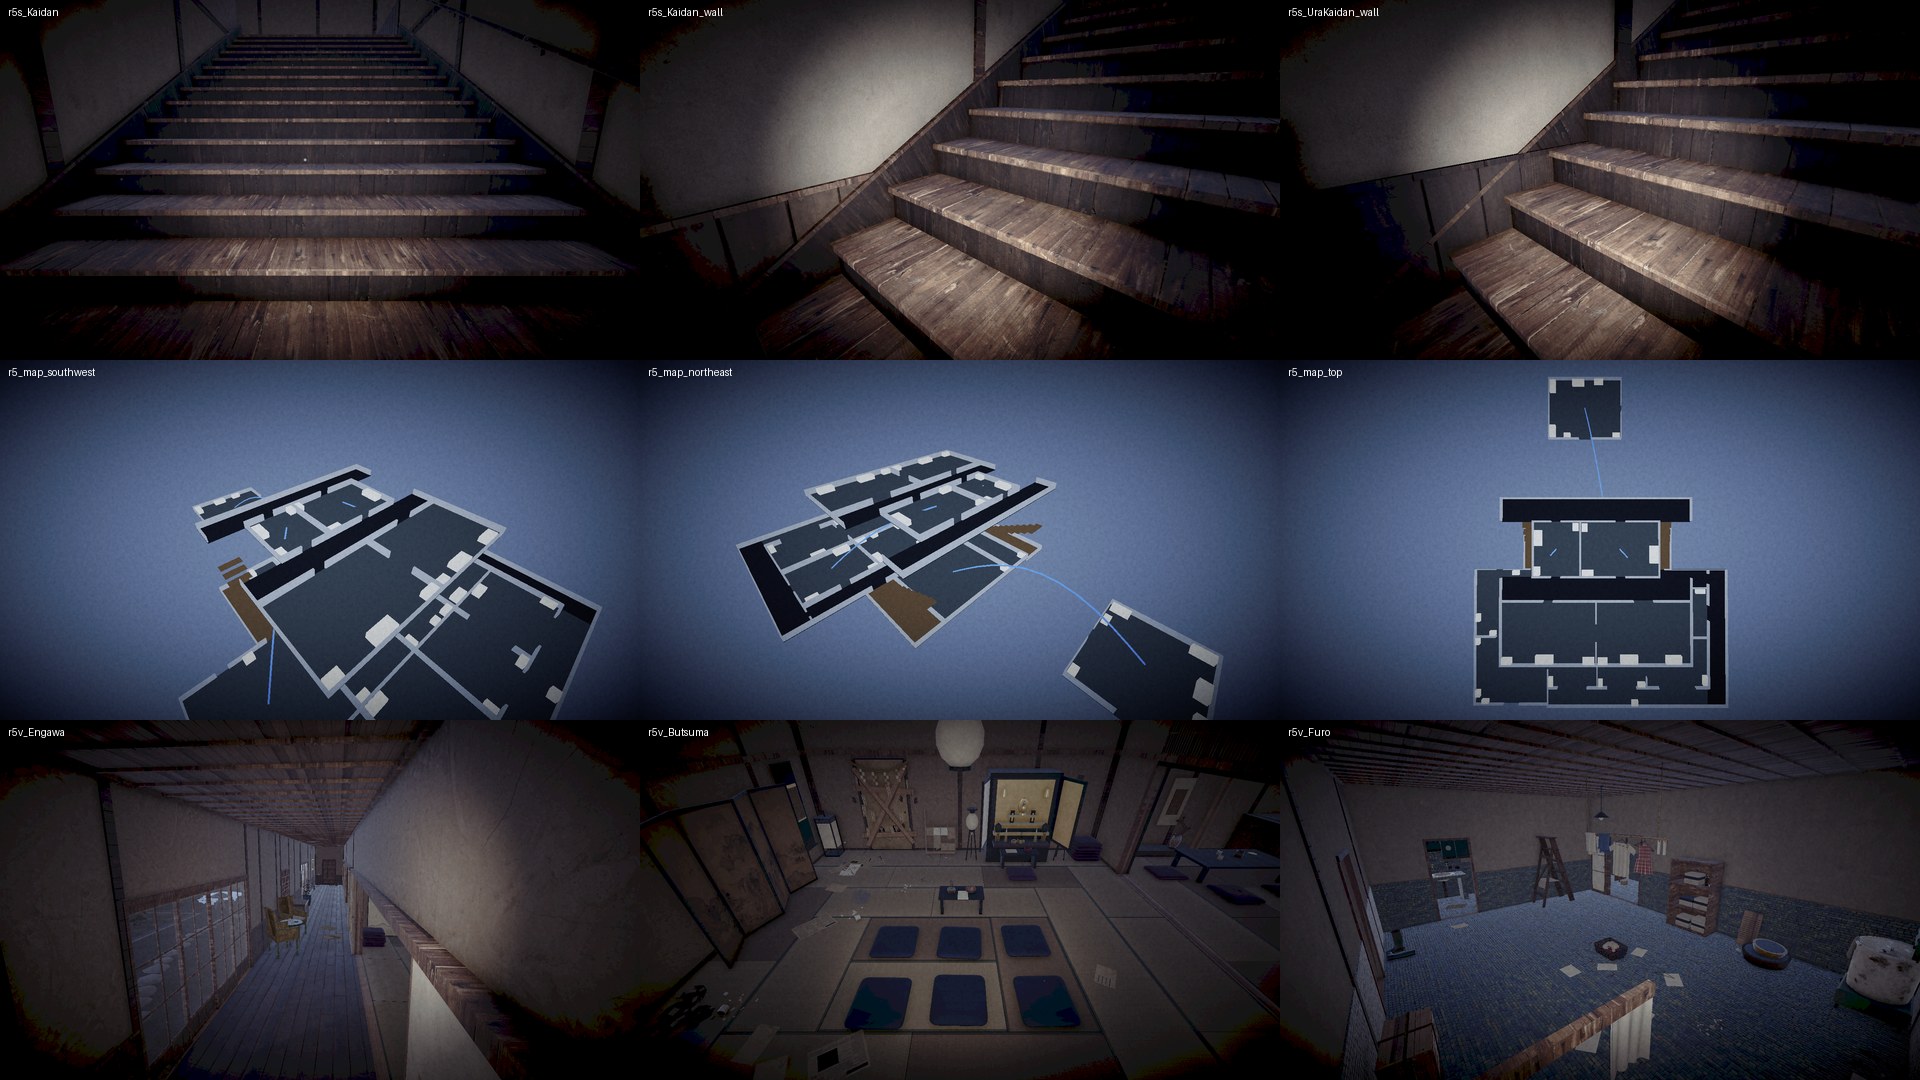 r5s_Kaidan
r5s_Kaidan_wall
r5s_UraKaidan_wall
r5_map_southwest
r5_map_northeast
r5_map_top
r5v_Engawa
r5v_Butsuma
r5v_Furo